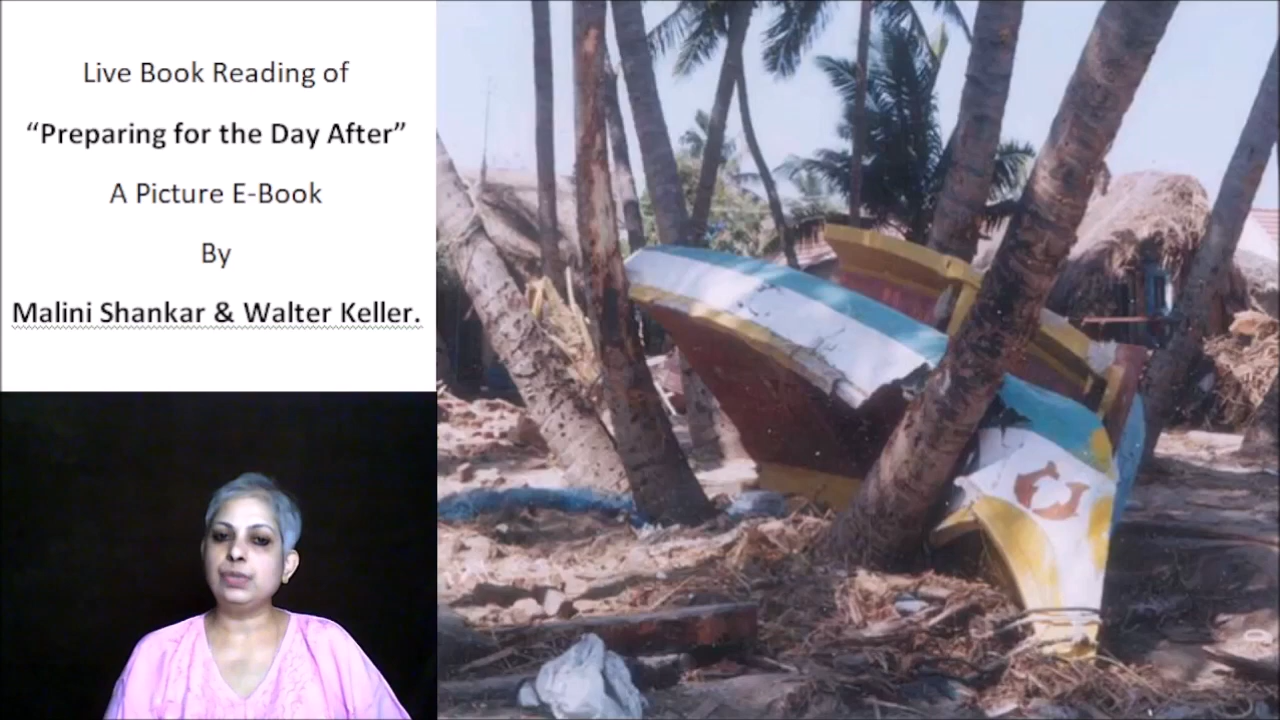 Live Book Reading of
“Preparing for the Day After”
A Picture E-Book
By
Malini Shankar & Walter Keller.